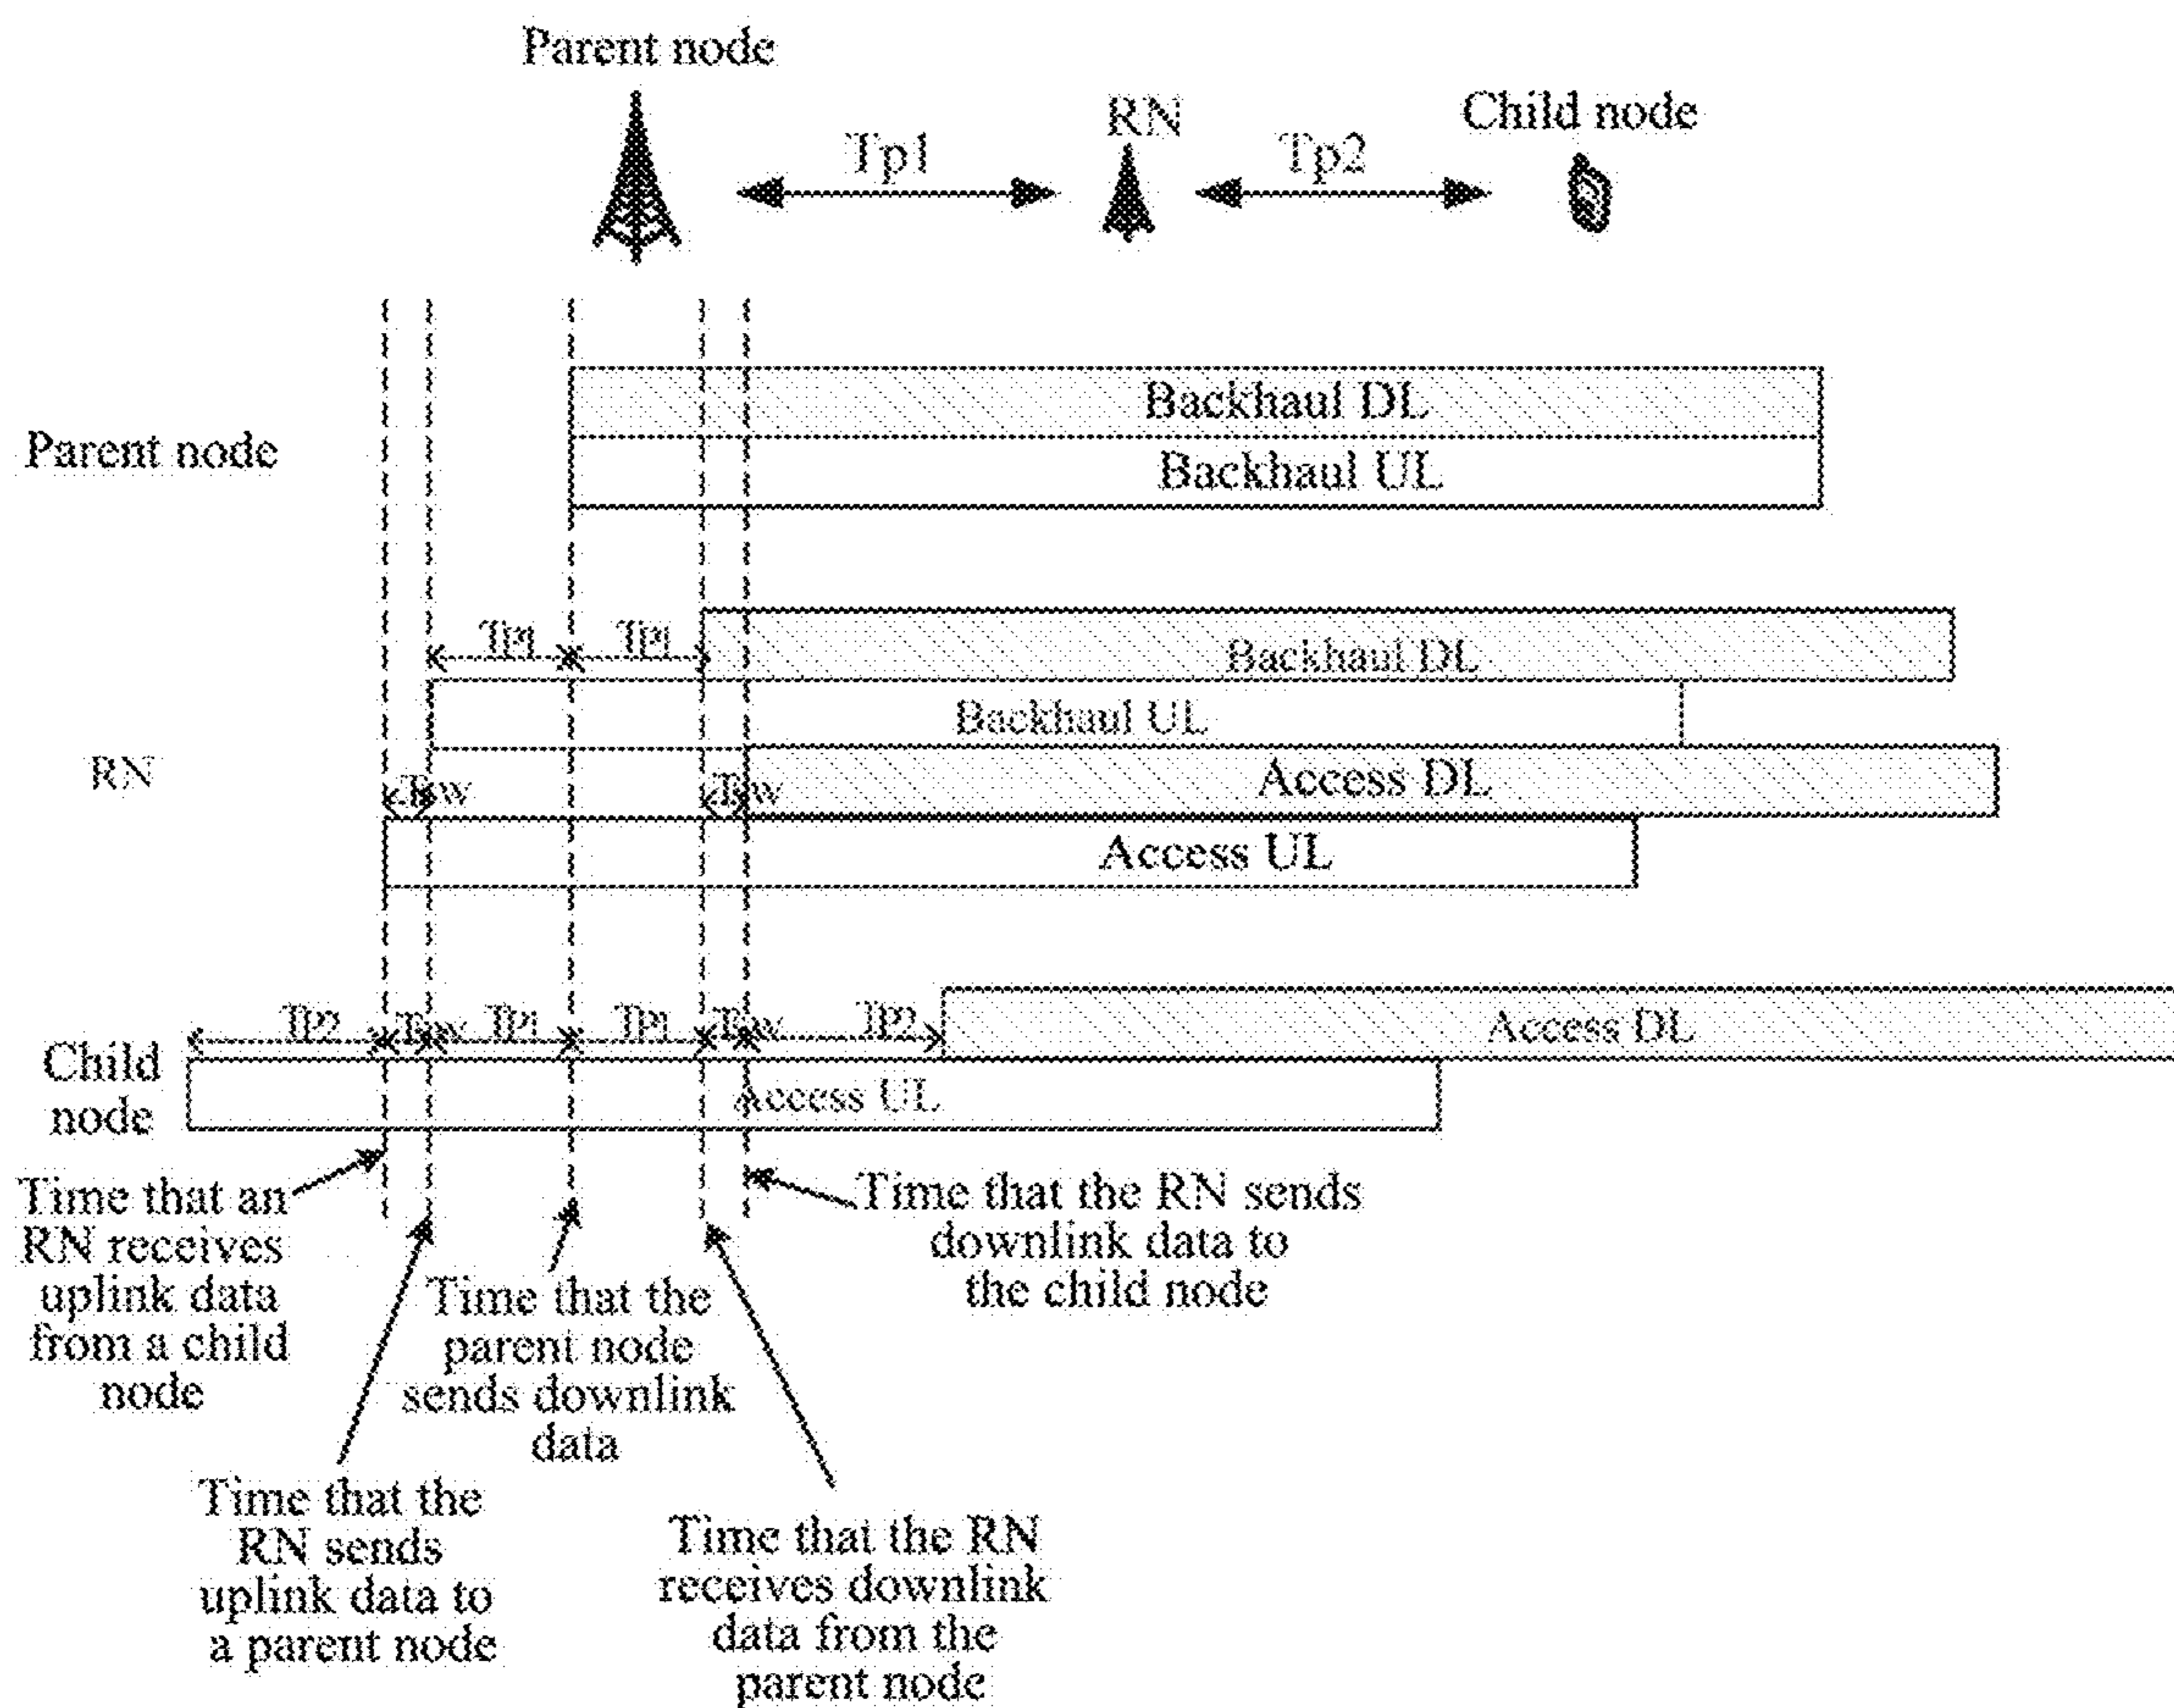 Parent node
RN
Child node
Tp1
Tp2
Parent node
Backhaul DL
Backhaul UL
RN
Tp1
Tp1
Backhaul DL
Backhaul UL
Tsw
Tsw
Access DL
Access UL
Child
node
Tp2
Tsw
Tp1
Tp1
Tsw
Tp2
Access DL
Access UL
Time that an
RN receives
uplink data
from a child
node
Time that the
RN sends
uplink data to
a parent node
Time that the
parent node
sends downlink
data
Time that the RN
receives downlink
data from the
parent node
Time that the RN sends
downlink data to
the child node